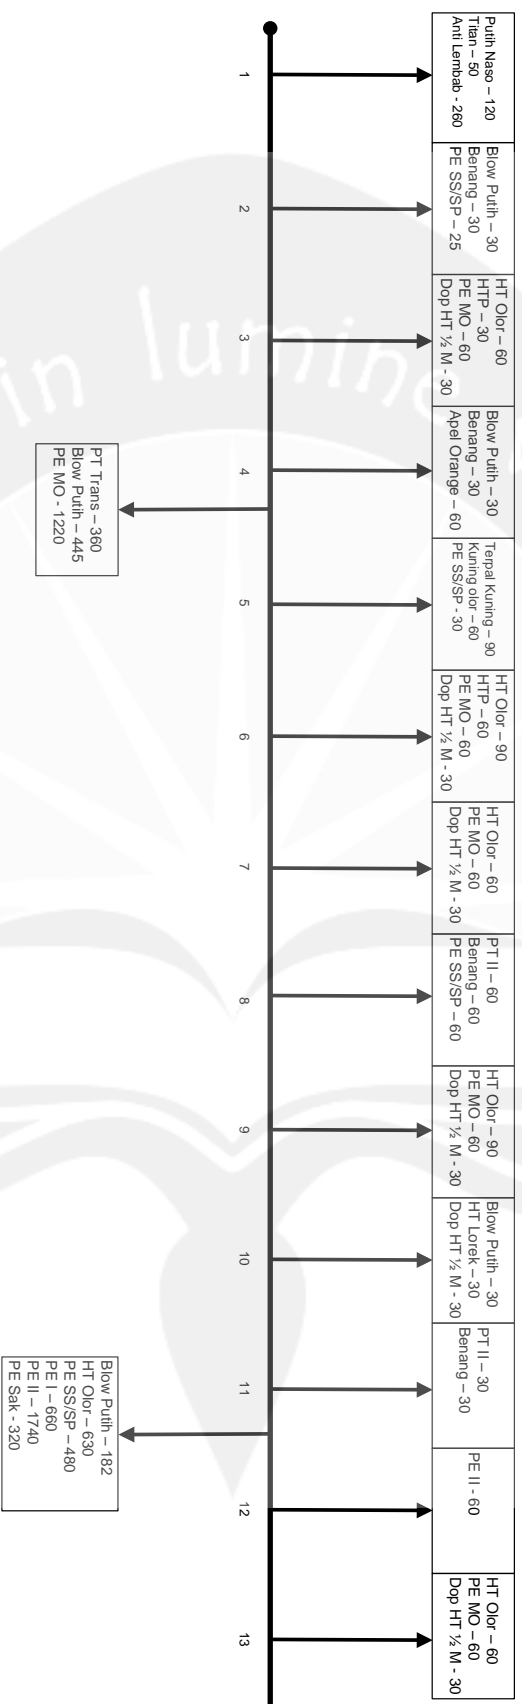 Putih Naso – 120
Titan – 50
Anti Lembab - 260
Blow Putih – 30
Benang – 30
PE SS/SP – 25
HT Olor – 60
HTP – 30
PE MO – 60
Dop HT ½ M - 30
Blow Putih – 30
Benang – 30
Apel Orange – 60
Terpal Kuning – 90
Kuning olor – 60
PE SS/SP - 30
HT Olor – 90
HTP – 60
PE MO – 60
Dop HT ½ M - 30
HT Olor – 60
PE MO – 60
Dop HT ½ M - 30
PT II – 60
Benang – 60
PE SS/SP – 60
HT Olor – 90
PE MO – 60
Dop HT ½ M - 30
Blow Putih – 30
HT Lorek – 30
Dop HT ½ M - 30
PT II – 30
Benang – 30
PE II - 60
HT Olor – 60
PE MO – 60
Dop HT ½ M - 30
1
2
3
4
5
6
7
8
9
10
11
12
13
PT Trans – 360
Blow Putih – 445
PE MO - 1220
Blow Putih – 182
HT Olor – 630
PE SS/SP – 480
PE I – 660
PE II – 1740
PE Sak - 320
in lumine